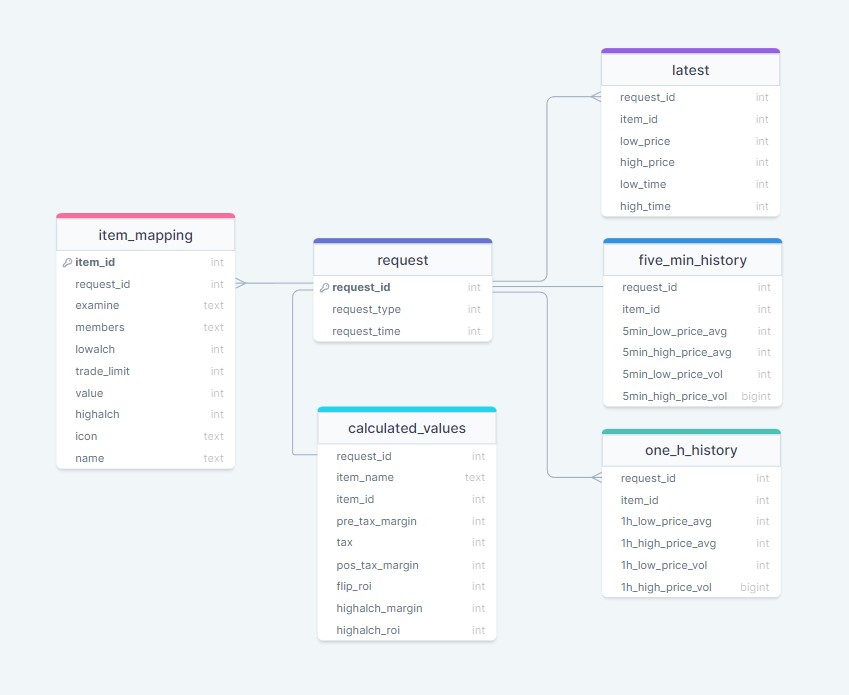 latest
request_id int
item_id int
low_price int
high_price int
low_time int
high_time int
item_mapping
item_id int
request_id int
examine text
members text
lowalch int
trade_limit int
value int
highalch int
icon text
name text
request
request_id int
request_type int
request_time int
five_min_history
request_id int
item_id int
5min_low_price_avg int
5min_high_price_avg int
5min_low_price_vol int
5min_high_price_vol bigint
calculated_values
request_id int
item_name text
item_id int
pre_tax_margin int
tax int
pos_tax_margin int
flip_roi int
highalch_margin int
highalch_roi int
one_h_history
request_id int
item_id int
1h_low_price_avg int
1h_high_price_avg int
1h_low_price_vol int
1h_high_price_vol bigint